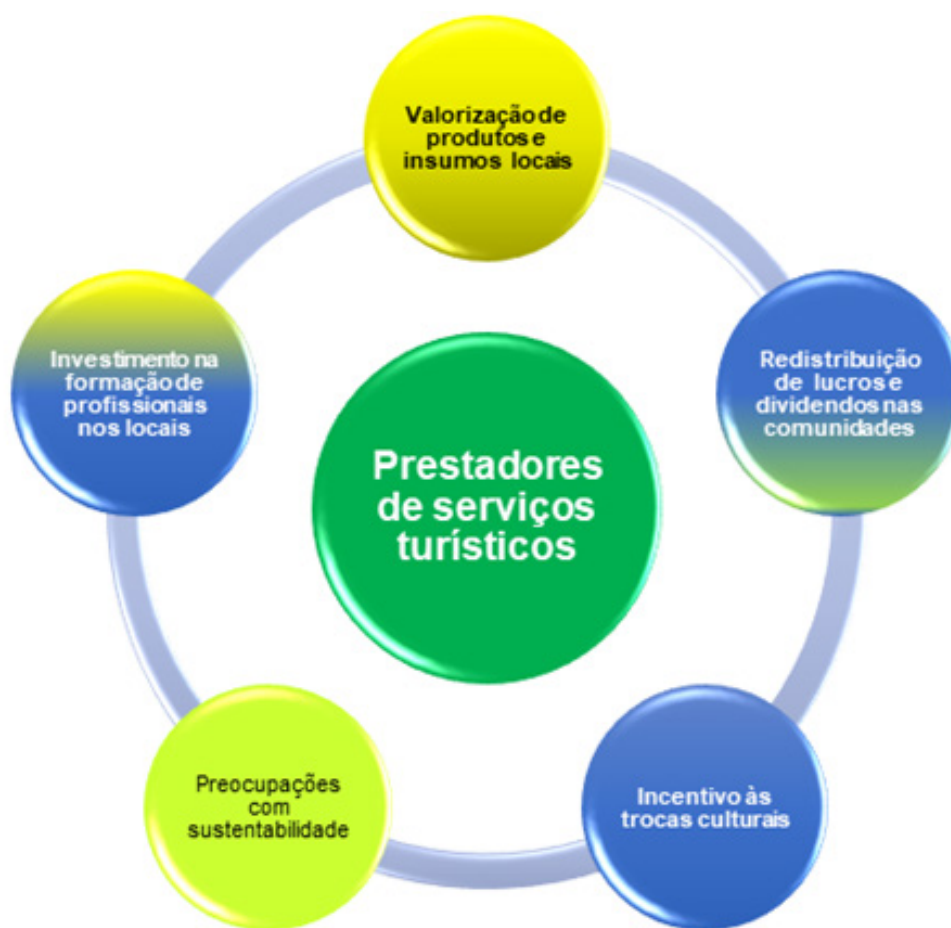 Valorização de
produtos e
insumos locais
Redistribuição
de lucros e
dividendos nas
comunidades
Incentivo às
trocas culturais
Preocupações
com
sustentabilidade
Investimento na
formação de
profissionais
nos locais
Prestadores
de serviços
turísticos